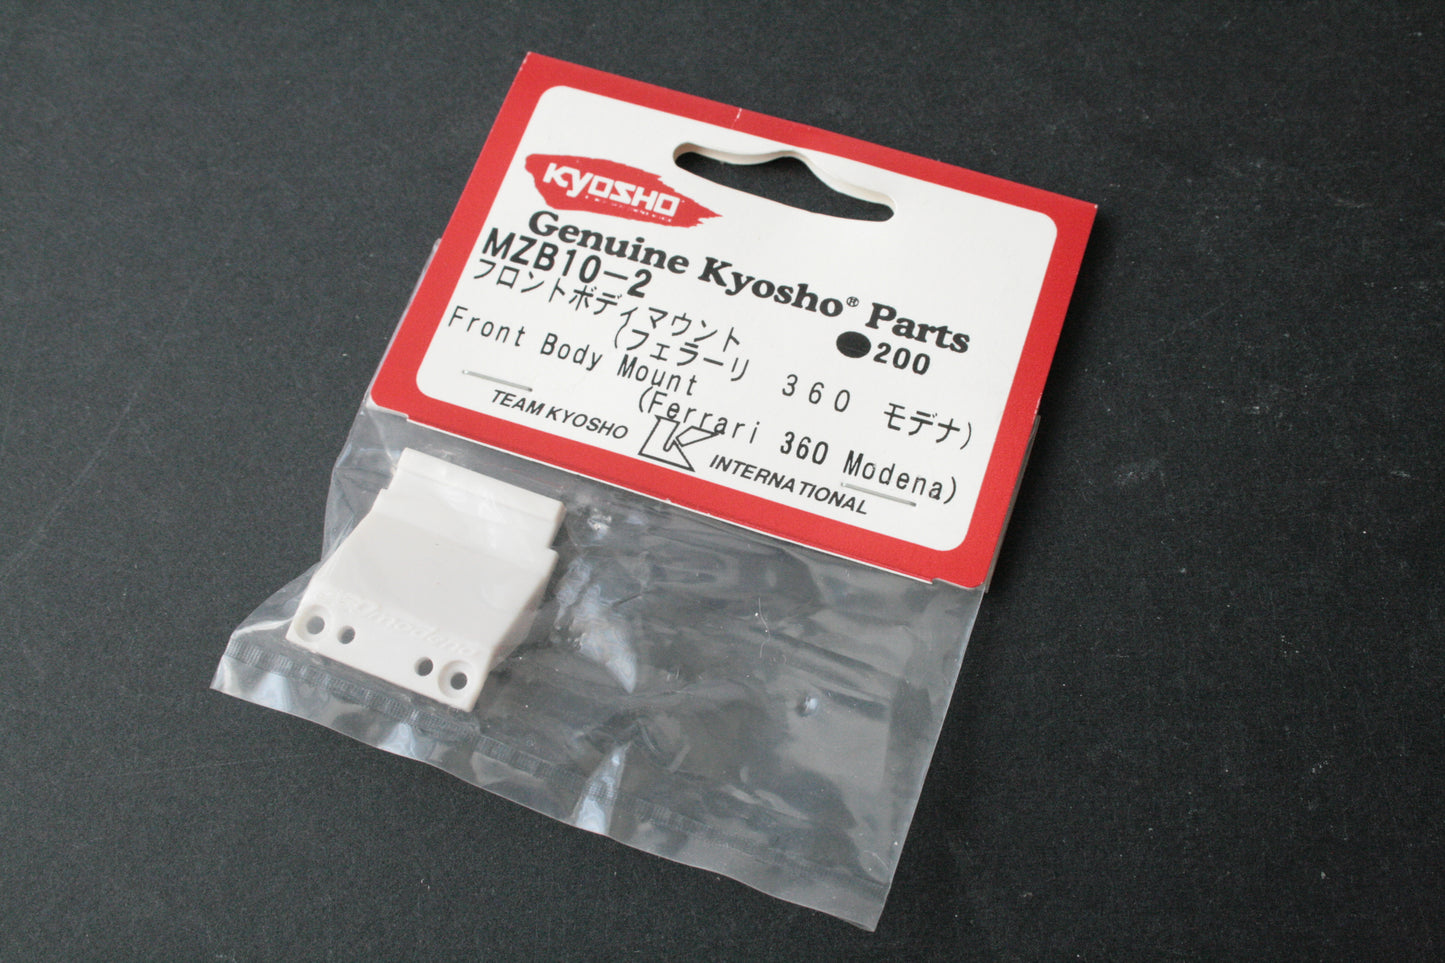 KYOSHO
Genuine Kyosho® Parts
MZB10-2
●200
フロントボディマウント
(フェラーリ 360 モデナ)
Front Body Mount
(Ferrari 360 Modena)
TEAM KYOSHO K INTERNATIONAL